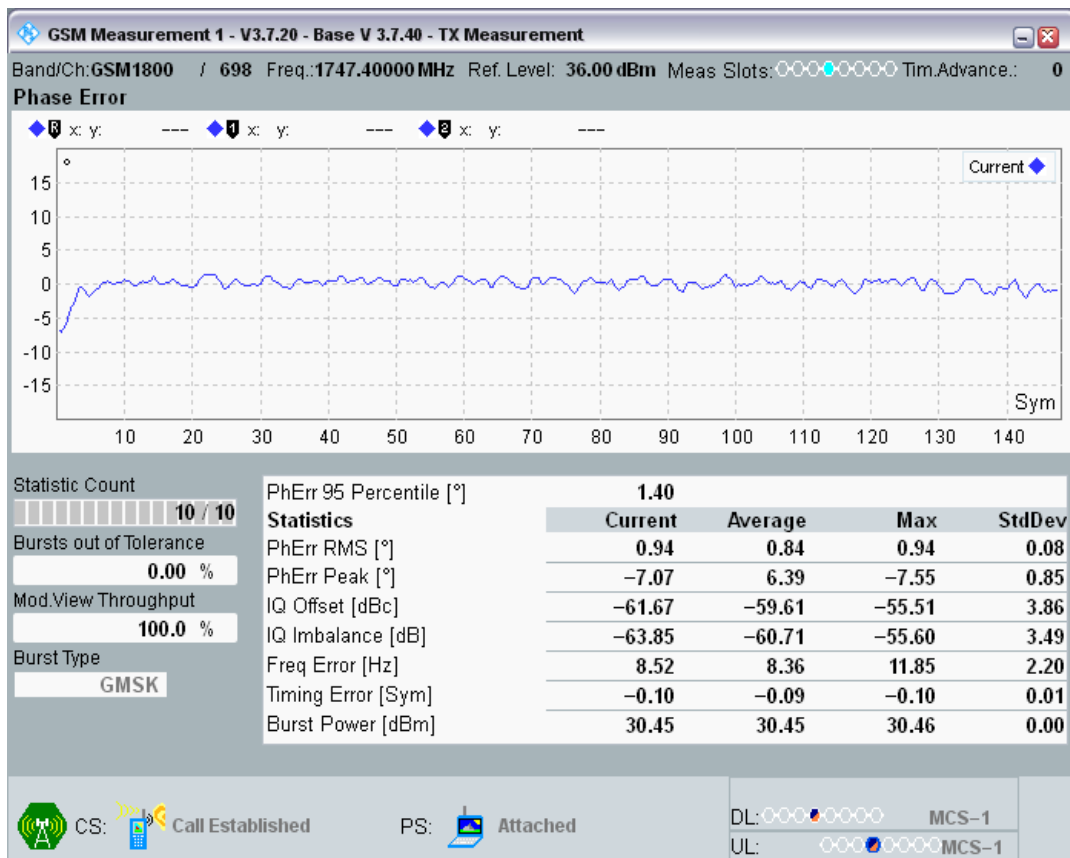 GSM Measurement 1 - V3.7.20 - Base V 3.7.40 - TX Measurement
Band/Ch:GSM1800 / 698 Freq.:1747.40000 MHz Ref. Level: 36.00 dBm Meas Slots: Tim.Advance.: 0
Phase Error
R x: y: --- 1 x: y: --- 2 x: y: ---
°
Current
15
10
5
0
-5
-10
-15
Sym
10 20 30 40 50 60 70 80 90 100 110 120 130 140
Statistic Count
10 / 10
Bursts out of Tolerance
0.00 %
Mod.View Throughput
100.0 %
Burst Type
GMSK
PhErr 95 Percentile [°] 1.40
Statistics Current Average Max StdDev
PhErr RMS [°] 0.94 0.84 0.94 0.08
PhErr Peak [°] −7.07 6.39 −7.55 0.85
IQ Offset [dBc] −61.67 −59.61 −55.51 3.86
IQ Imbalance [dB] −63.85 −60.71 −55.60 3.49
Freq Error [Hz] 8.52 8.36 11.85 2.20
Timing Error [Sym] −0.10 −0.09 −0.10 0.01
Burst Power [dBm] 30.45 30.45 30.46 0.00
CS: Call Established PS: Attached
DL: MCS−1
UL: MCS−1